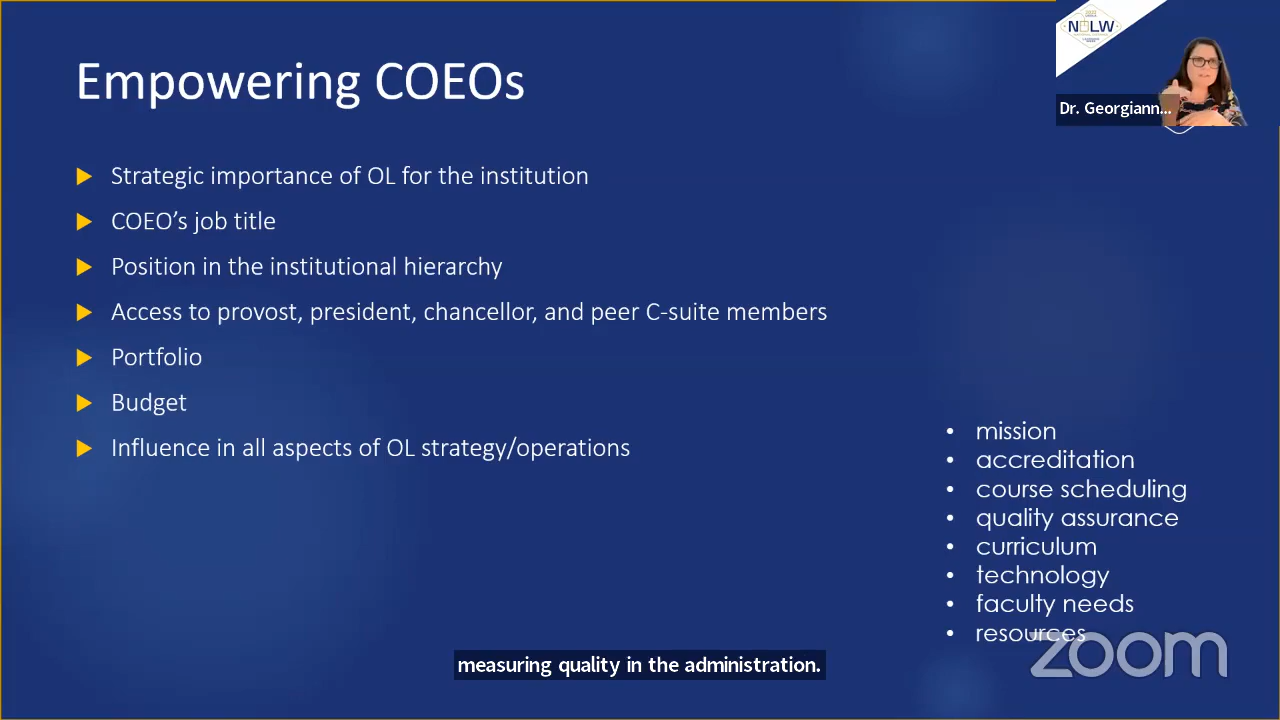 Empowering COEOs
Strategic importance of OL for the institution
COEO’s job title
Position in the institutional hierarchy
Access to provost, president, chancellor, and peer C-suite members
Portfolio
Budget
Influence in all aspects of OL strategy/operations
NOLW
Dr. Georgiann...
• mission
• accreditation
• course scheduling
• quality assurance
• curriculum
• technology
• faculty needs
• resources
zoom
measuring quality in the administration.